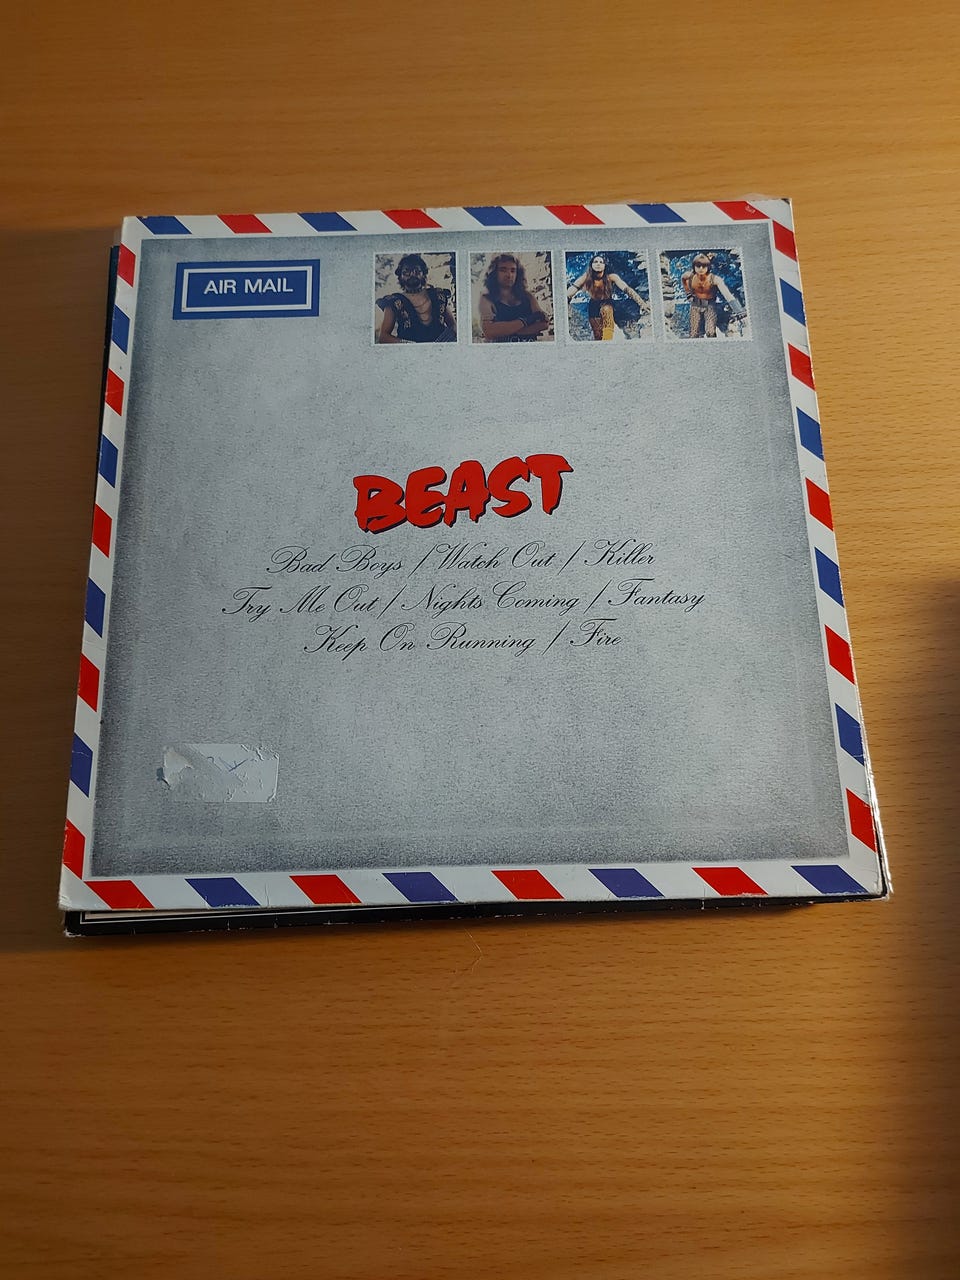 AIR MAIL
BEAST
Bad Boys / Watch Out / Killer
Try Me Out / Nights Coming / Fantasy
Keep On Running / Fire